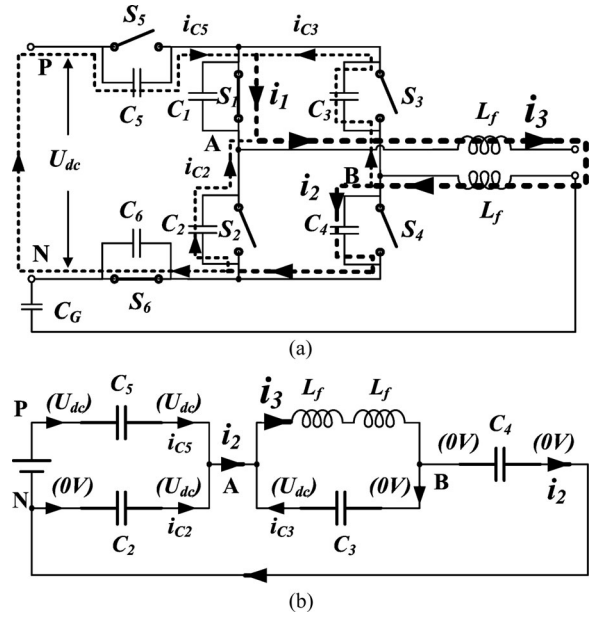 S5 iC5 iC3
P
C5 C1 S1 i1 C3 S3
A Lf i3
Udc iC2 B
i2
C6 C2 S2 C4 S4 Lf
N
CG S6
(a)
C5 i3 Lf Lf
P (Udc) (Udc) C4
iC5 i2 (0V) (0V)
N (0V) (Udc) A (Udc) (0V) B i2
iC2 iC3
C2 C3
(b)